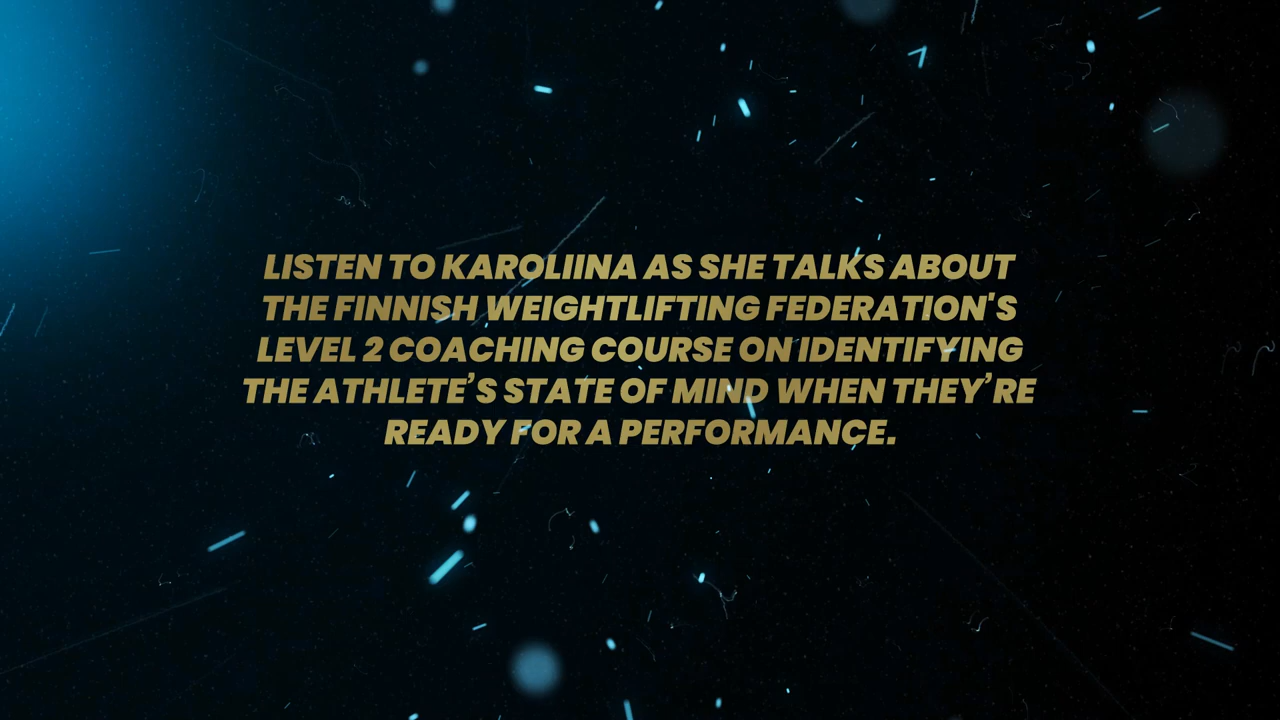 LISTEN TO KAROLIINA AS SHE TALKS ABOUT
THE FINNISH WEIGHTLIFTING FEDERATION'S
LEVEL 2 COACHING COURSE ON IDENTIFYING
THE ATHLETE’S STATE OF MIND WHEN THEY’RE
READY FOR A PERFORMANCE.